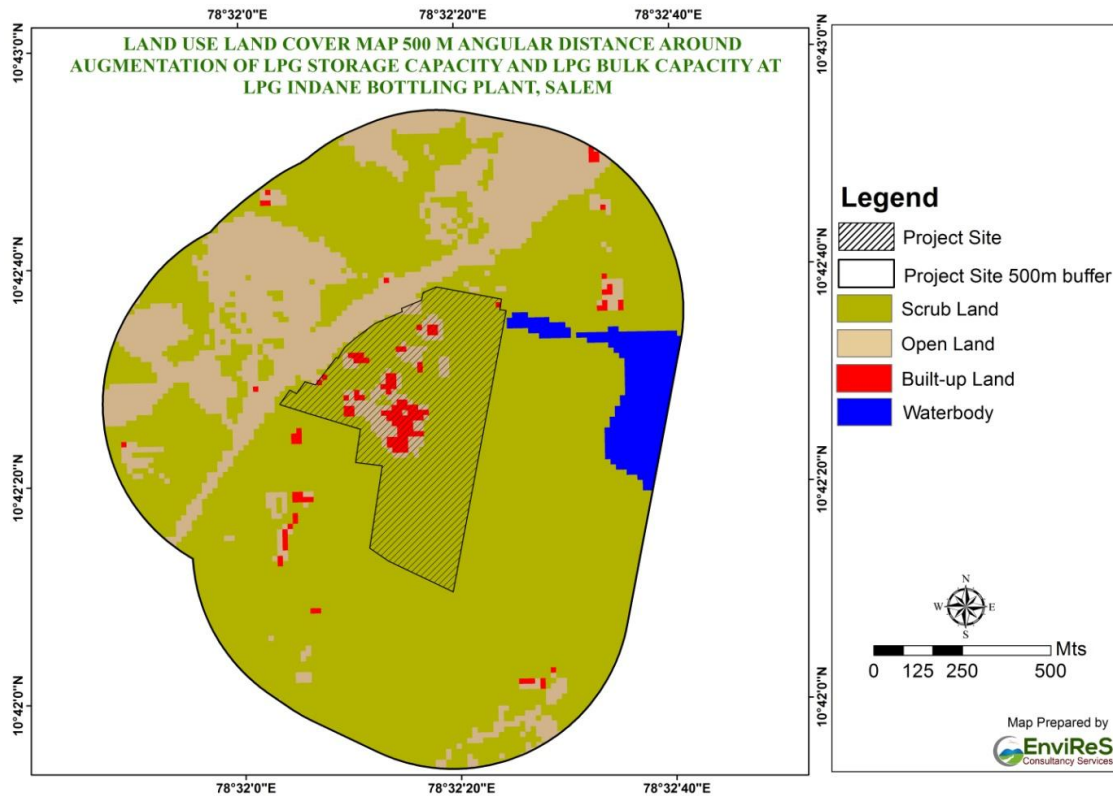 78°32'0"E 78°32'20"E 78°32'40"E
LAND USE LAND COVER MAP 500 M ANGULAR DISTANCE AROUND
AUGMENTATION OF LPG STORAGE CAPACITY AND LPG BULK CAPACITY AT
LPG INDANE BOTTLING PLANT, SALEM
10°43'0"N 10°43'0"N
10°42'40"N 10°42'40"N
10°42'20"N 10°42'20"N
10°42'0"N 10°42'0"N
78°32'0"E 78°32'20"E 78°32'40"E
Legend
Project Site
Project Site 500m buffer
Scrub Land
Open Land
Built-up Land
Waterbody
N
W E
S
Mts
0 125 250 500
Map Prepared by
EnviReS
Consultancy Services